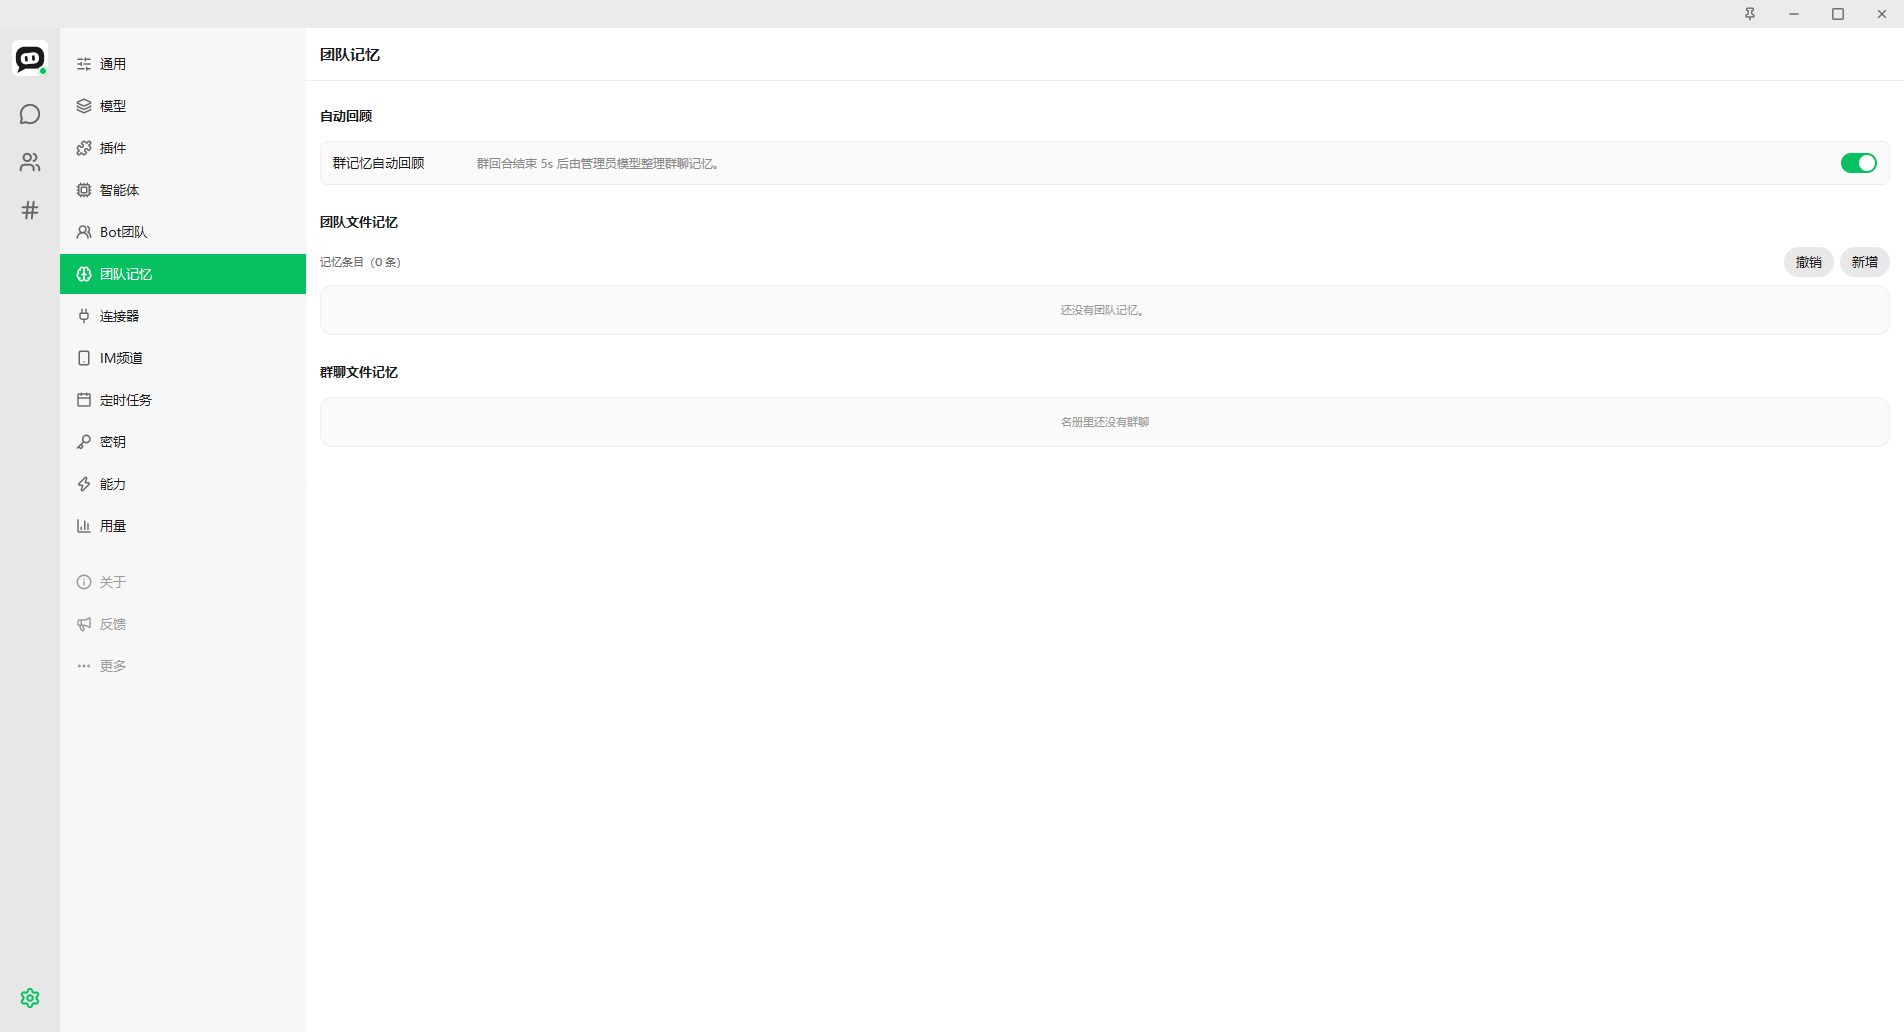 通用
模型
插件
智能体
Bot团队
团队记忆
连接器
IM频道
定时任务
密钥
能力
用量
关于
反馈
更多
团队记忆
自动回顾
群记忆自动回顾 群回合结束 5s 后由管理员模型整理群聊记忆。
团队文件记忆
记忆条目（0 条） 撤销 新增
还没有团队记忆。
群聊文件记忆
名册里还没有群聊